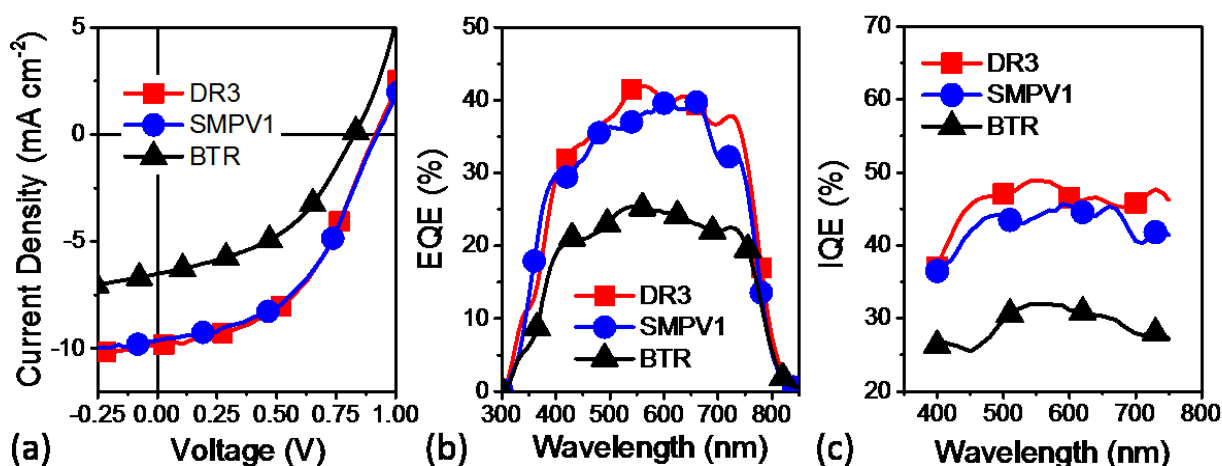 (a)
Current Density (mA cm⁻²)
5
0
-5
-10
DR3
SMPV1
BTR
-0.25 0.00 0.25 0.50 0.75 1.00
Voltage (V)
(b)
EQE (%)
60
50
40
30
20
10
0
DR3
SMPV1
BTR
300 400 500 600 700 800
Wavelength (nm)
(c)
IQE (%)
70
60
50
40
30
20
DR3
SMPV1
BTR
400 500 600 700 800
Wavelength (nm)